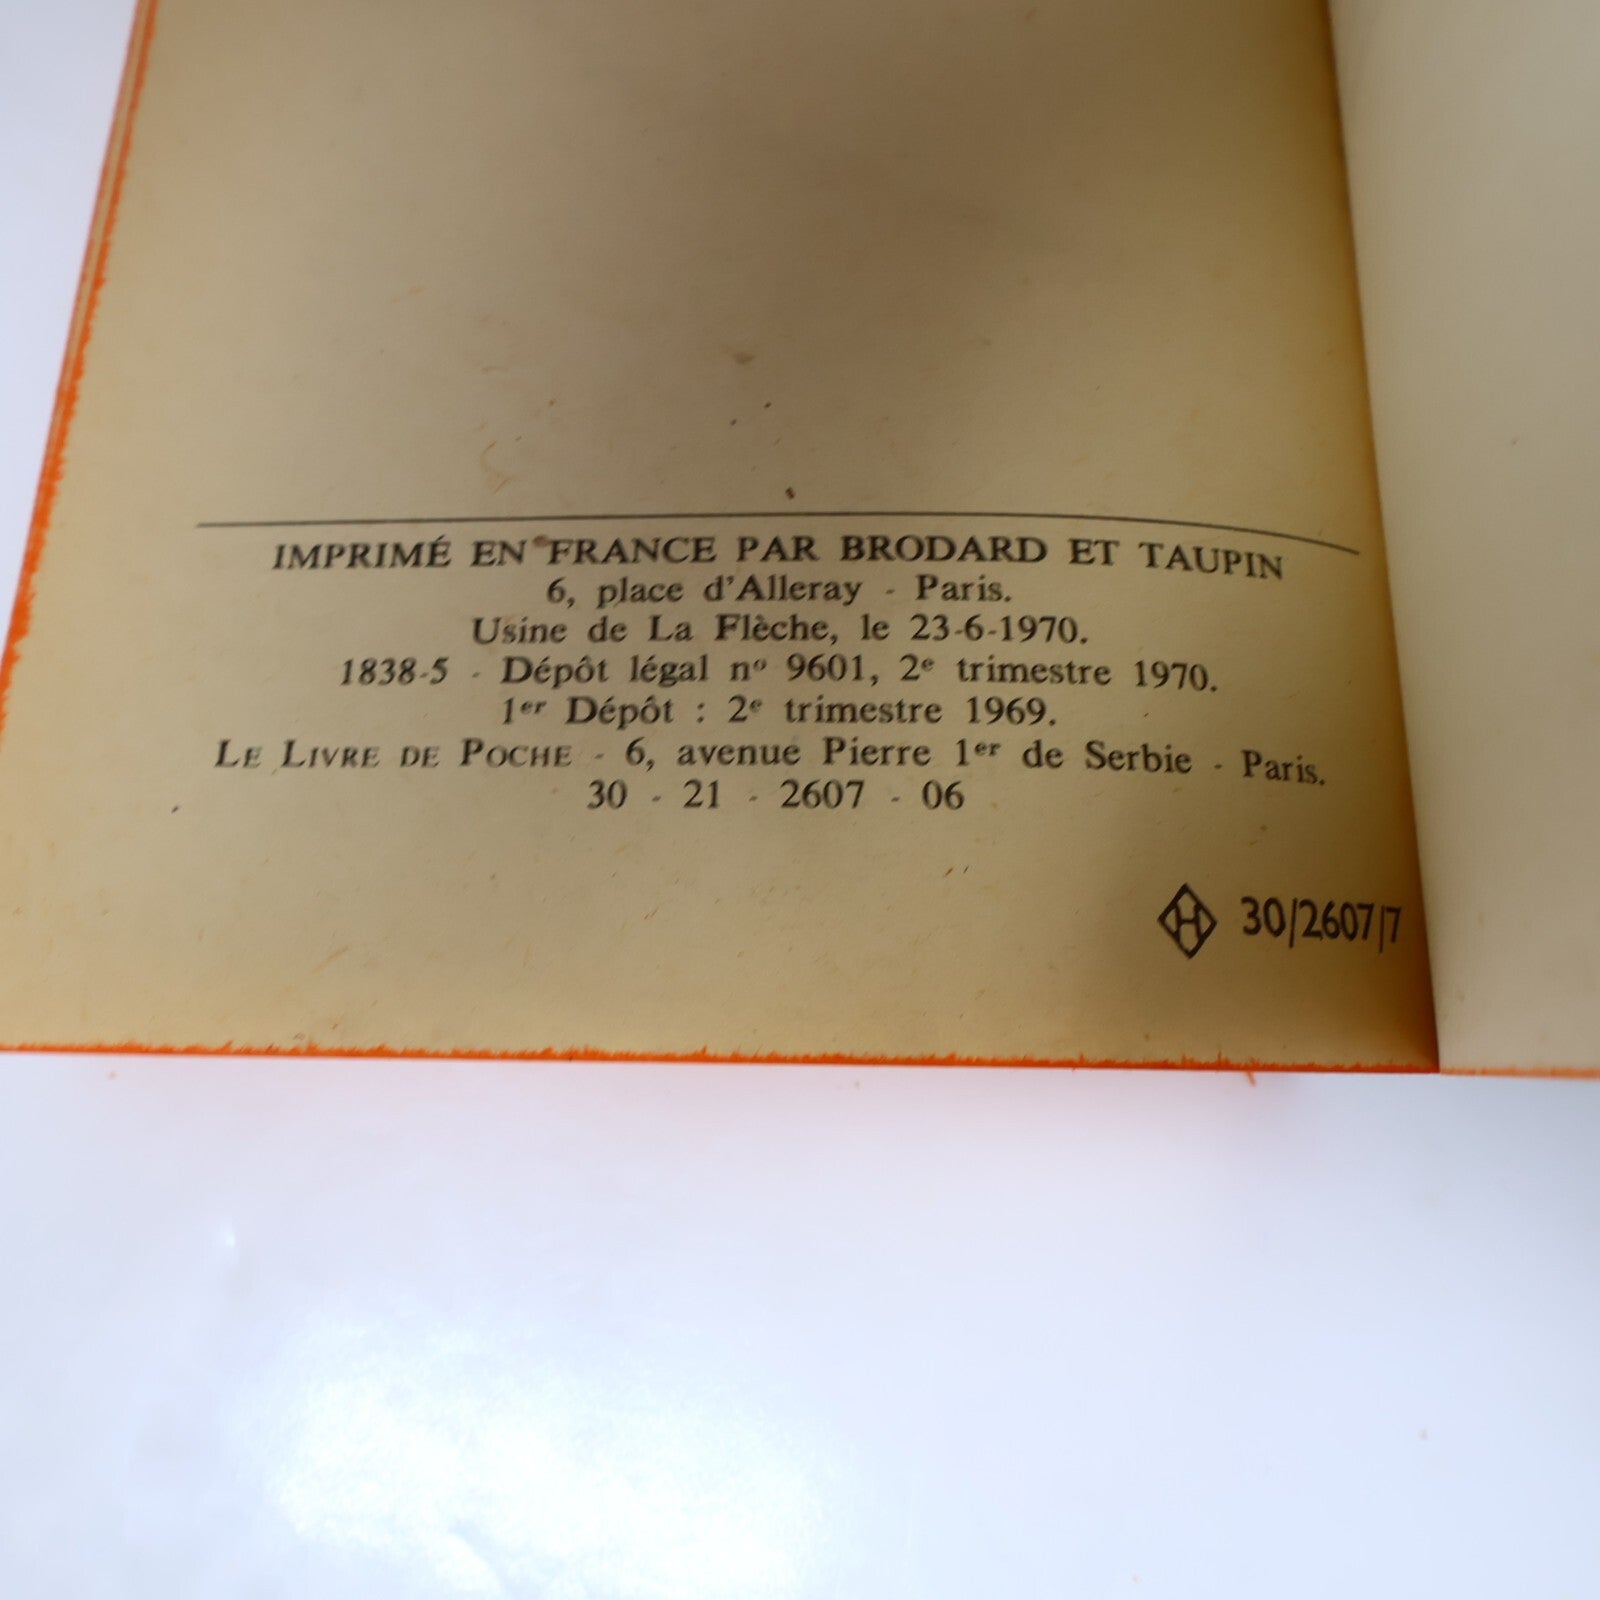 IMPRIMÉ EN FRANCE PAR BRODARD ET TAUPIN
6, place d'Alleray - Paris.
Usine de La Flèche, le 23-6-1970.
1838-5 - Dépôt légal nº 9601, 2ᵉ trimestre 1970.
1ᵉʳ Dépôt : 2ᵉ trimestre 1969.
LE LIVRE DE POCHE - 6, avenue Pierre 1ᵉʳ de Serbie - Paris.
30 - 21 - 2607 - 06
H 30/2607/7